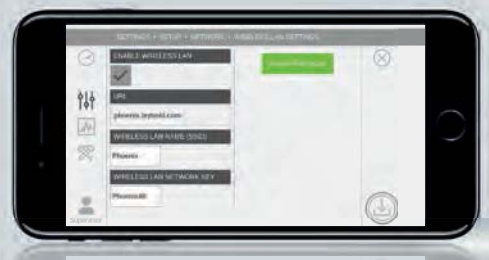 SETTINGS • SETUP • NETWORK • WIRELESS LAN SETTINGS
ENABLE WIRELESS LAN
URL
WIRELESS LAN NAME (SSID)
Phoenix
WIRELESS LAN NETWORK KEY
Supervisor